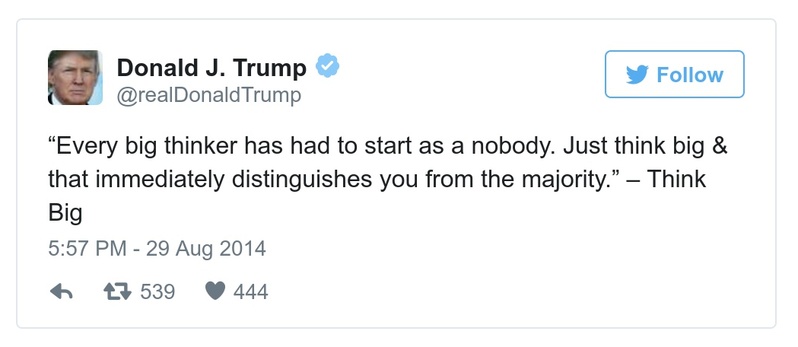 Donald J. Trump
@realDonaldTrump
Follow
“Every big thinker has had to start as a nobody. Just think big &
that immediately distinguishes you from the majority.” – Think
Big
5:57 PM - 29 Aug 2014
539 444